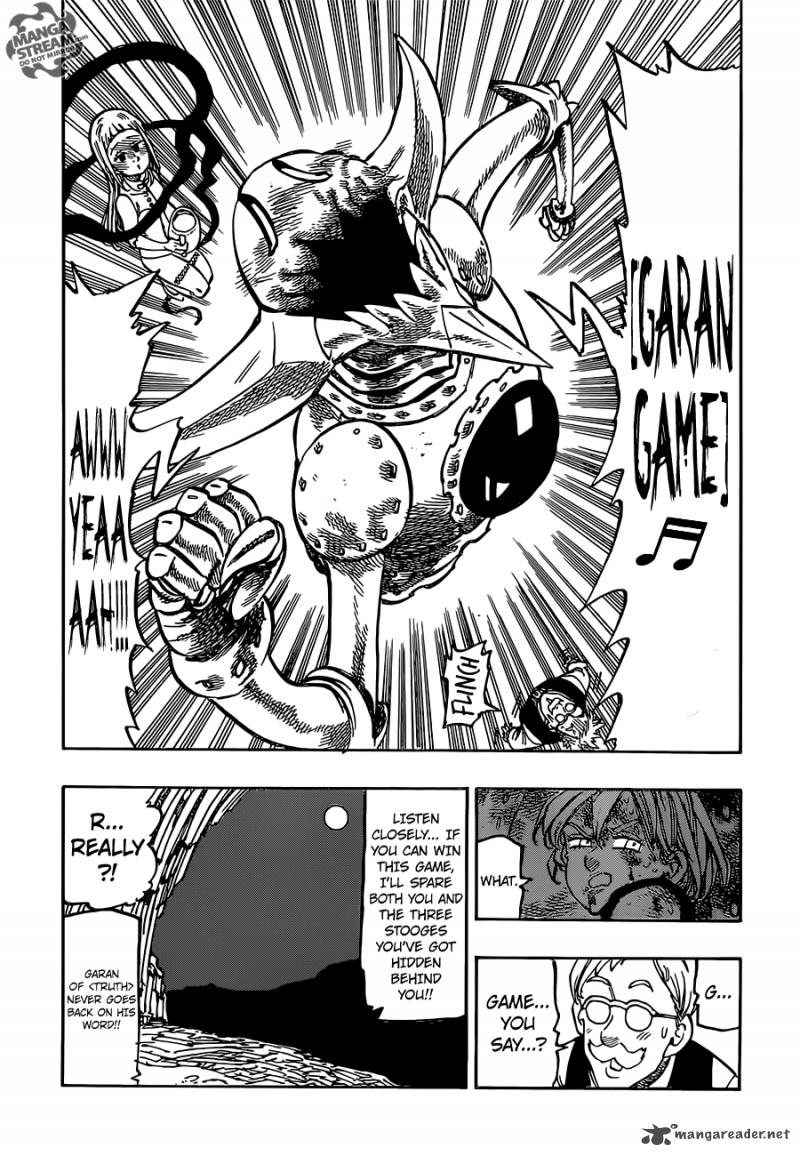 MANGA
STREAM.com
DO NOT MIRROR
[GARAN
GAME]
AWW
YEAA
AAH!!!
FLINCH
WHAT...
G...
GAME...
YOU
SAY...?
LISTEN
CLOSELY... IF
YOU CAN WIN
THIS GAME,
I'LL SPARE
BOTH YOU AND
THE THREE
STOOGES
YOU'VE GOT
HIDDEN
BEHIND
YOU!!
R...
REALLY
?!
GARAN
OF <TRUTH>
NEVER GOES
BACK ON HIS
WORD!!
mangareader.net